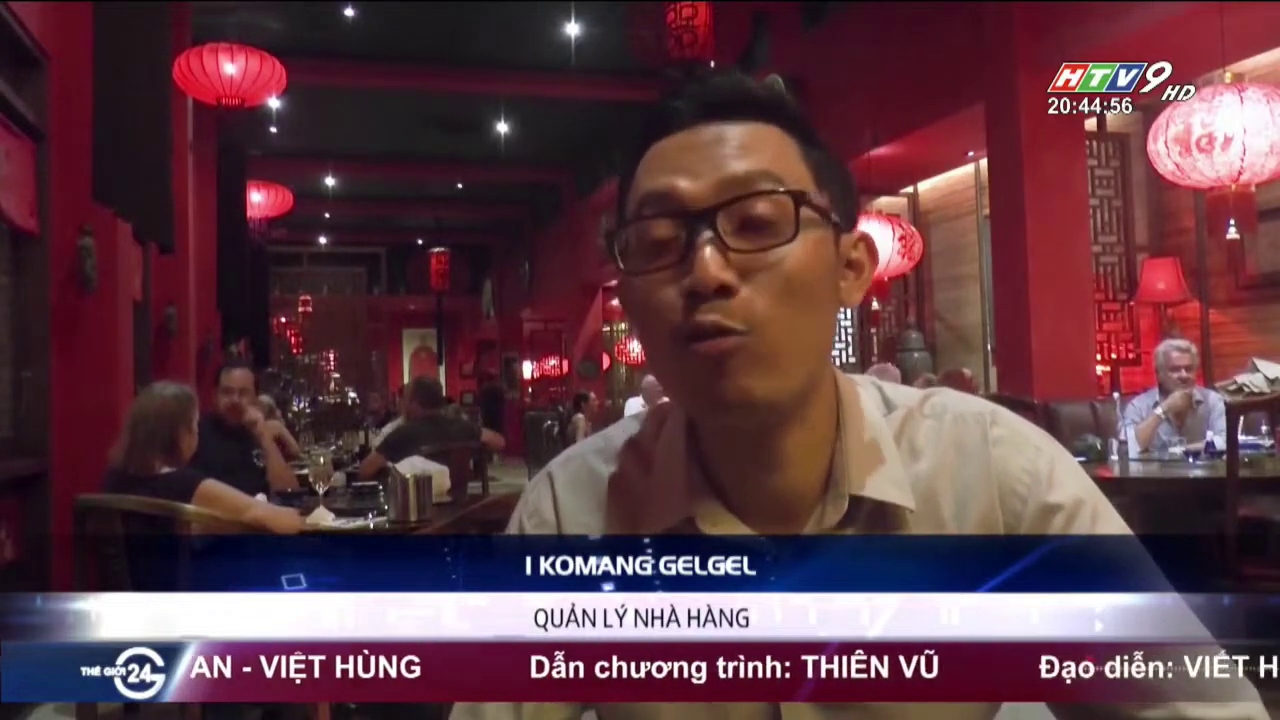 HTV9 HD
20:44:56
I KOMANG GELGEL
QUẢN LÝ NHÀ HÀNG
THẾ GIỚI 24G
AN - VIỆT HÙNG Dẫn chương trình: THIÊN VŨ Đạo diễn: VIẾT H